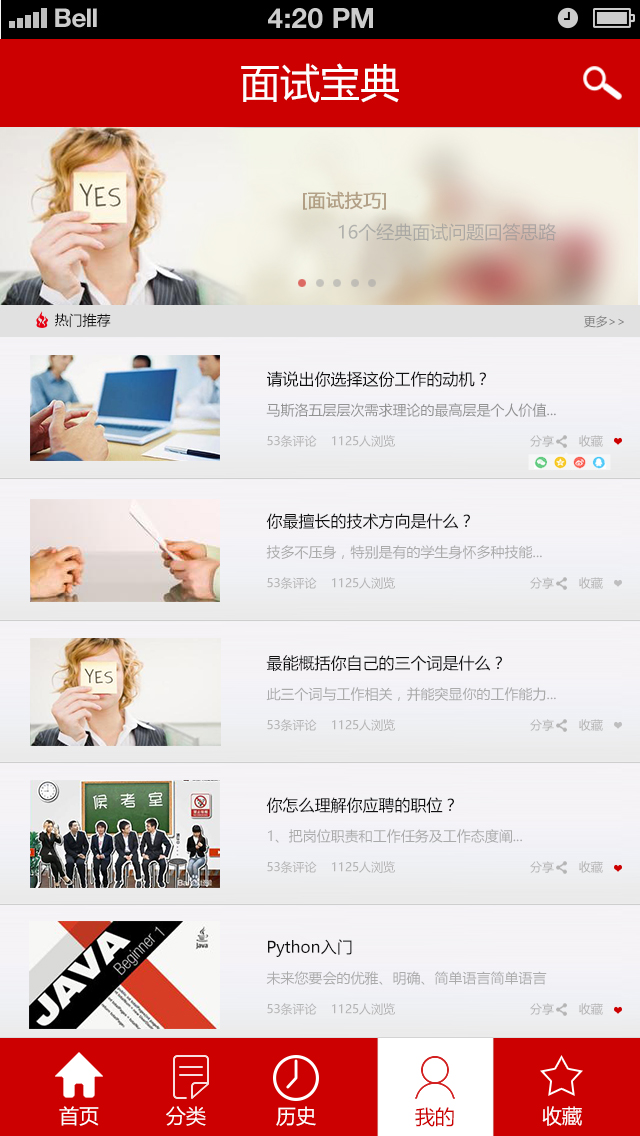 Bell 4:20 PM
面试宝典
YES
[面试技巧]
16个经典面试问题回答思路
热门推荐 更多>>
请说出你选择这份工作的动机？
马斯洛五层层次需求理论的最高层是个人价值...
53条评论 1125人浏览 分享 收藏
你最擅长的技术方向是什么？
技多不压身，特别是有的学生身怀多种技能...
53条评论 1125人浏览 分享 收藏
YES
最能概括你自己的三个词是什么？
此三个词与工作相关，并能突显你的工作能力...
53条评论 1125人浏览 分享 收藏
候考室
你怎么理解你应聘的职位？
1、把岗位职责和工作任务及工作态度阐...
53条评论 1125人浏览 分享 收藏
JAVA
Beginner 1
Java
Python入门
未来您要会的优雅、明确、简单语言简单语言
53条评论 1125人浏览 分享 收藏
首页 分类 历史 我的 收藏